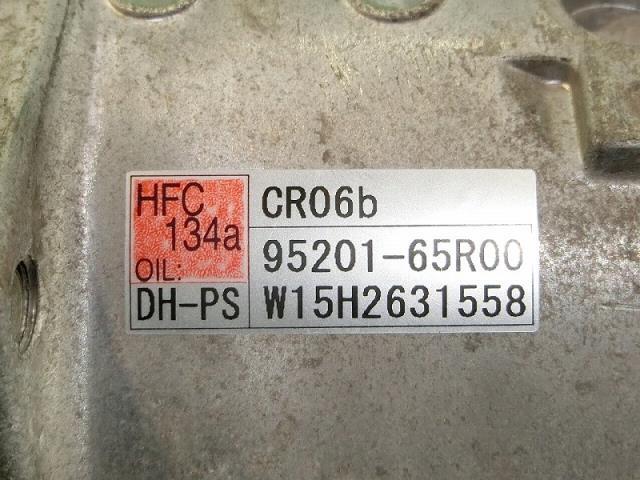 HFC
134a
OIL:
DH-PS
CR06b
95201-65R00
W15H2631558